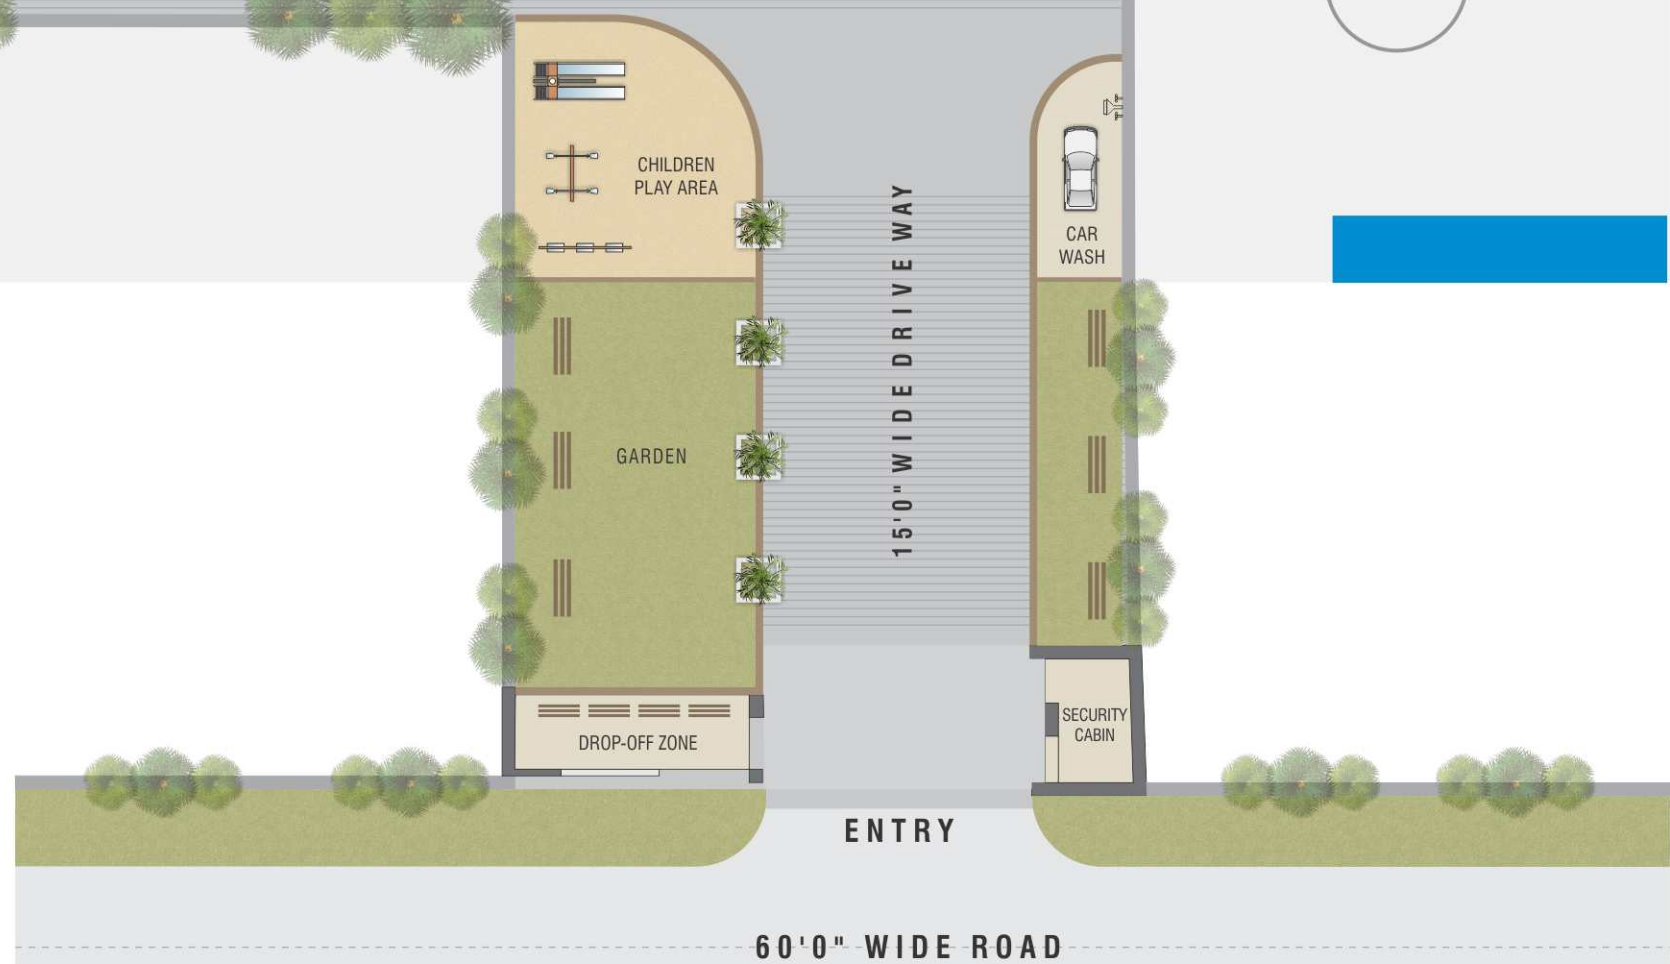 CHILDREN
PLAY AREA
CAR
WASH
15'0" WIDE DRIVE WAY
GARDEN
DROP-OFF ZONE
SECURITY
CABIN
ENTRY
60'0" WIDE ROAD